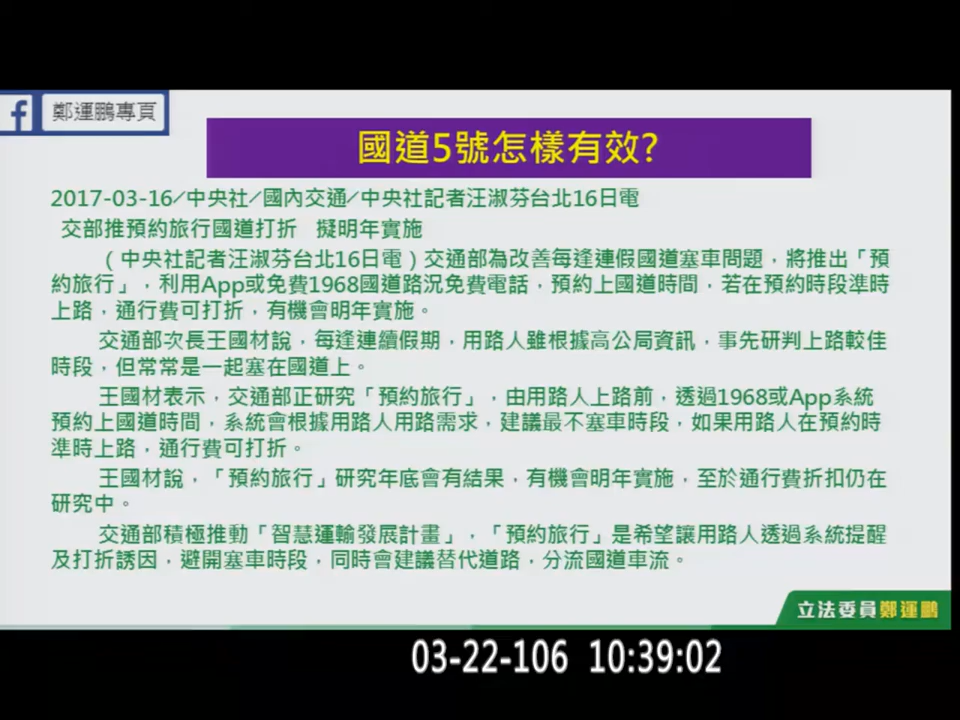 鄭運鵬專頁
國道5號怎樣有效?
2017-03-16/中央社/國內交通/中央社記者汪淑芬台北16日電
交部推預約旅行國道打折 擬明年實施
(中央社記者汪淑芬台北16日電)交通部為改善每逢連假國道塞車問題,將推出「預
約旅行」,利用App或免費1968國道路況免費電話,預約上國道時間,若在預約時段準時
上路,通行費可打折,有機會明年實施。
交通部次長王國材說,每逢連續假期,用路人雖根據高公局資訊,事先研判上路較佳
時段,但常常是一起塞在國道上。
王國材表示,交通部正研究「預約旅行」,由用路人上路前,透過1968或App系統
預約上國道時間,系統會根據用路人用路需求,建議最不塞車時段,如果用路人在預約時
準時上路,通行費可打折。
王國材說,「預約旅行」研究年底會有結果,有機會明年實施,至於通行費折扣仍在
研究中。
交通部積極推動「智慧運輸發展計畫」,「預約旅行」是希望讓用路人透過系統提醒
及打折誘因,避開塞車時段,同時會建議替代道路,分流國道車流。
立法委員鄭運鵬
03-22-106 10:39:02